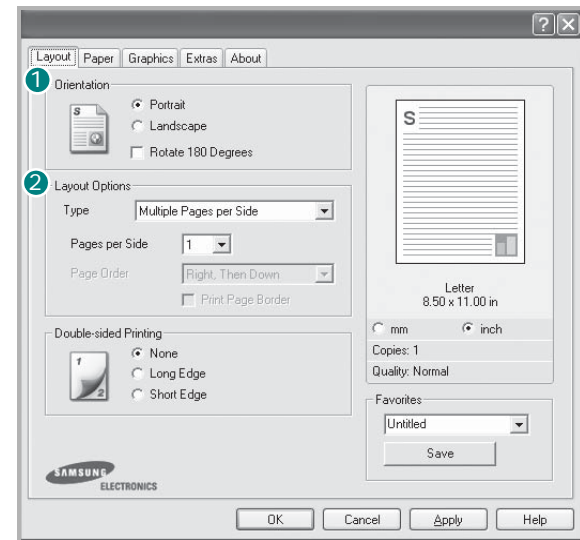 Layout Paper Graphics Extras About
1 Orientation
S
Portrait
Landscape
Rotate 180 Degrees
2 Layout Options
Type Multiple Pages per Side
Pages per Side 1
Page Order Right, Then Down
Print Page Border
Double-sided Printing
1
2
None
Long Edge
Short Edge
SAMSUNG
ELECTRONICS
S
Letter
8.50 x 11.00 in
mm inch
Copies: 1
Quality: Normal
Favorites
Untitled
Save
OK Cancel Apply Help